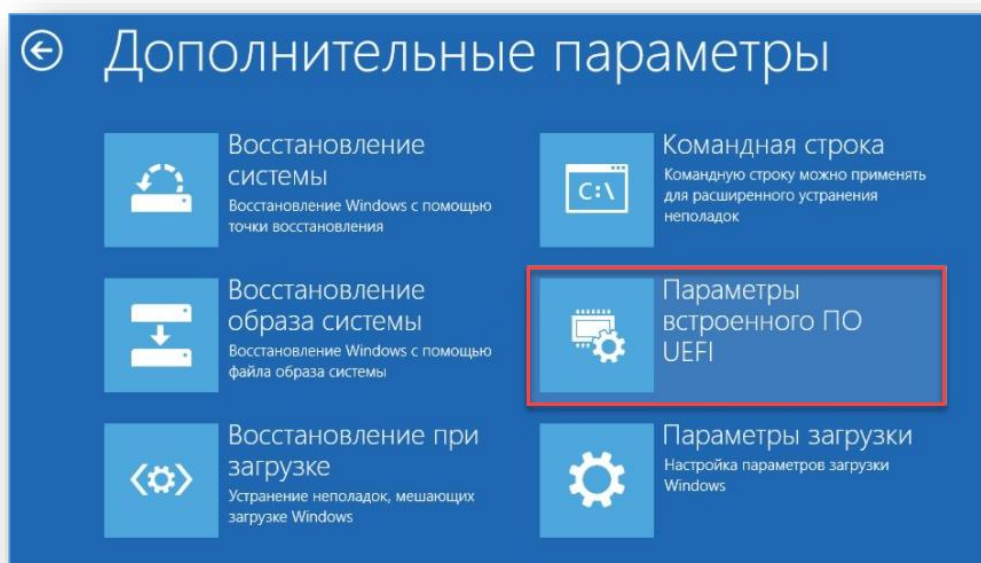 Дополнительные параметры
Восстановление
системы
Восстановление Windows с помощью
точки восстановления
Командная строка
Командную строку можно применять
для расширенного устранения
неполадок
C:\
Восстановление
образа системы
Восстановление Windows с помощью
файла образа системы
Параметры
встроенного ПО
UEFI
Восстановление при
загрузке
Устранение неполадок, мешающих
загрузке Windows
Параметры загрузки
Настройка параметров загрузки
Windows